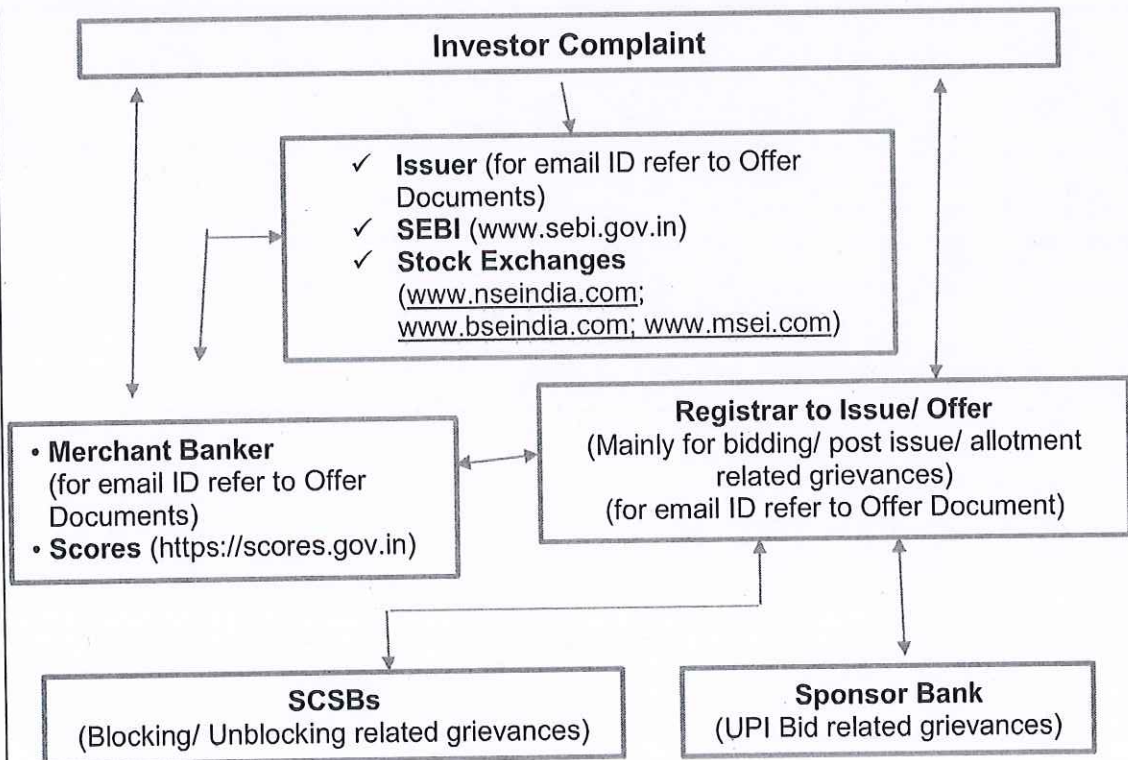 Investor Complaint
✓ Issuer (for email ID refer to Offer
Documents)
✓ SEBI (www.sebi.gov.in)
✓ Stock Exchanges
(www.nseindia.com;
www.bseindia.com; www.msei.com)
• Merchant Banker
(for email ID refer to Offer
Documents)
• Scores (https://scores.gov.in)
Registrar to Issue/ Offer
(Mainly for bidding/ post issue/ allotment
related grievances)
(for email ID refer to Offer Document)
SCSBs
(Blocking/ Unblocking related grievances)
Sponsor Bank
(UPI Bid related grievances)